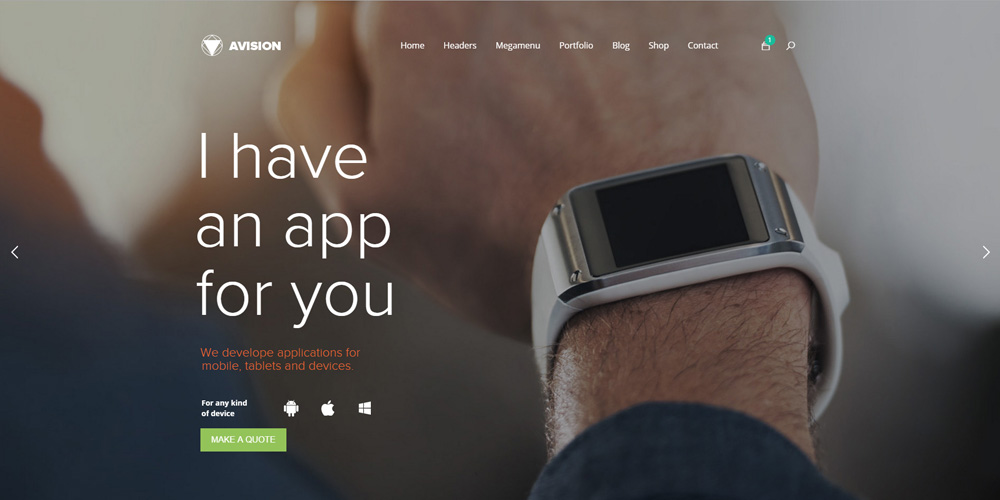 AVISION
Home Headers Megamenu Portfolio Blog Shop Contact
1
I have
an app
for you
We develope applications for
mobile, tablets and devices.
For any kind
of device
MAKE A QUOTE